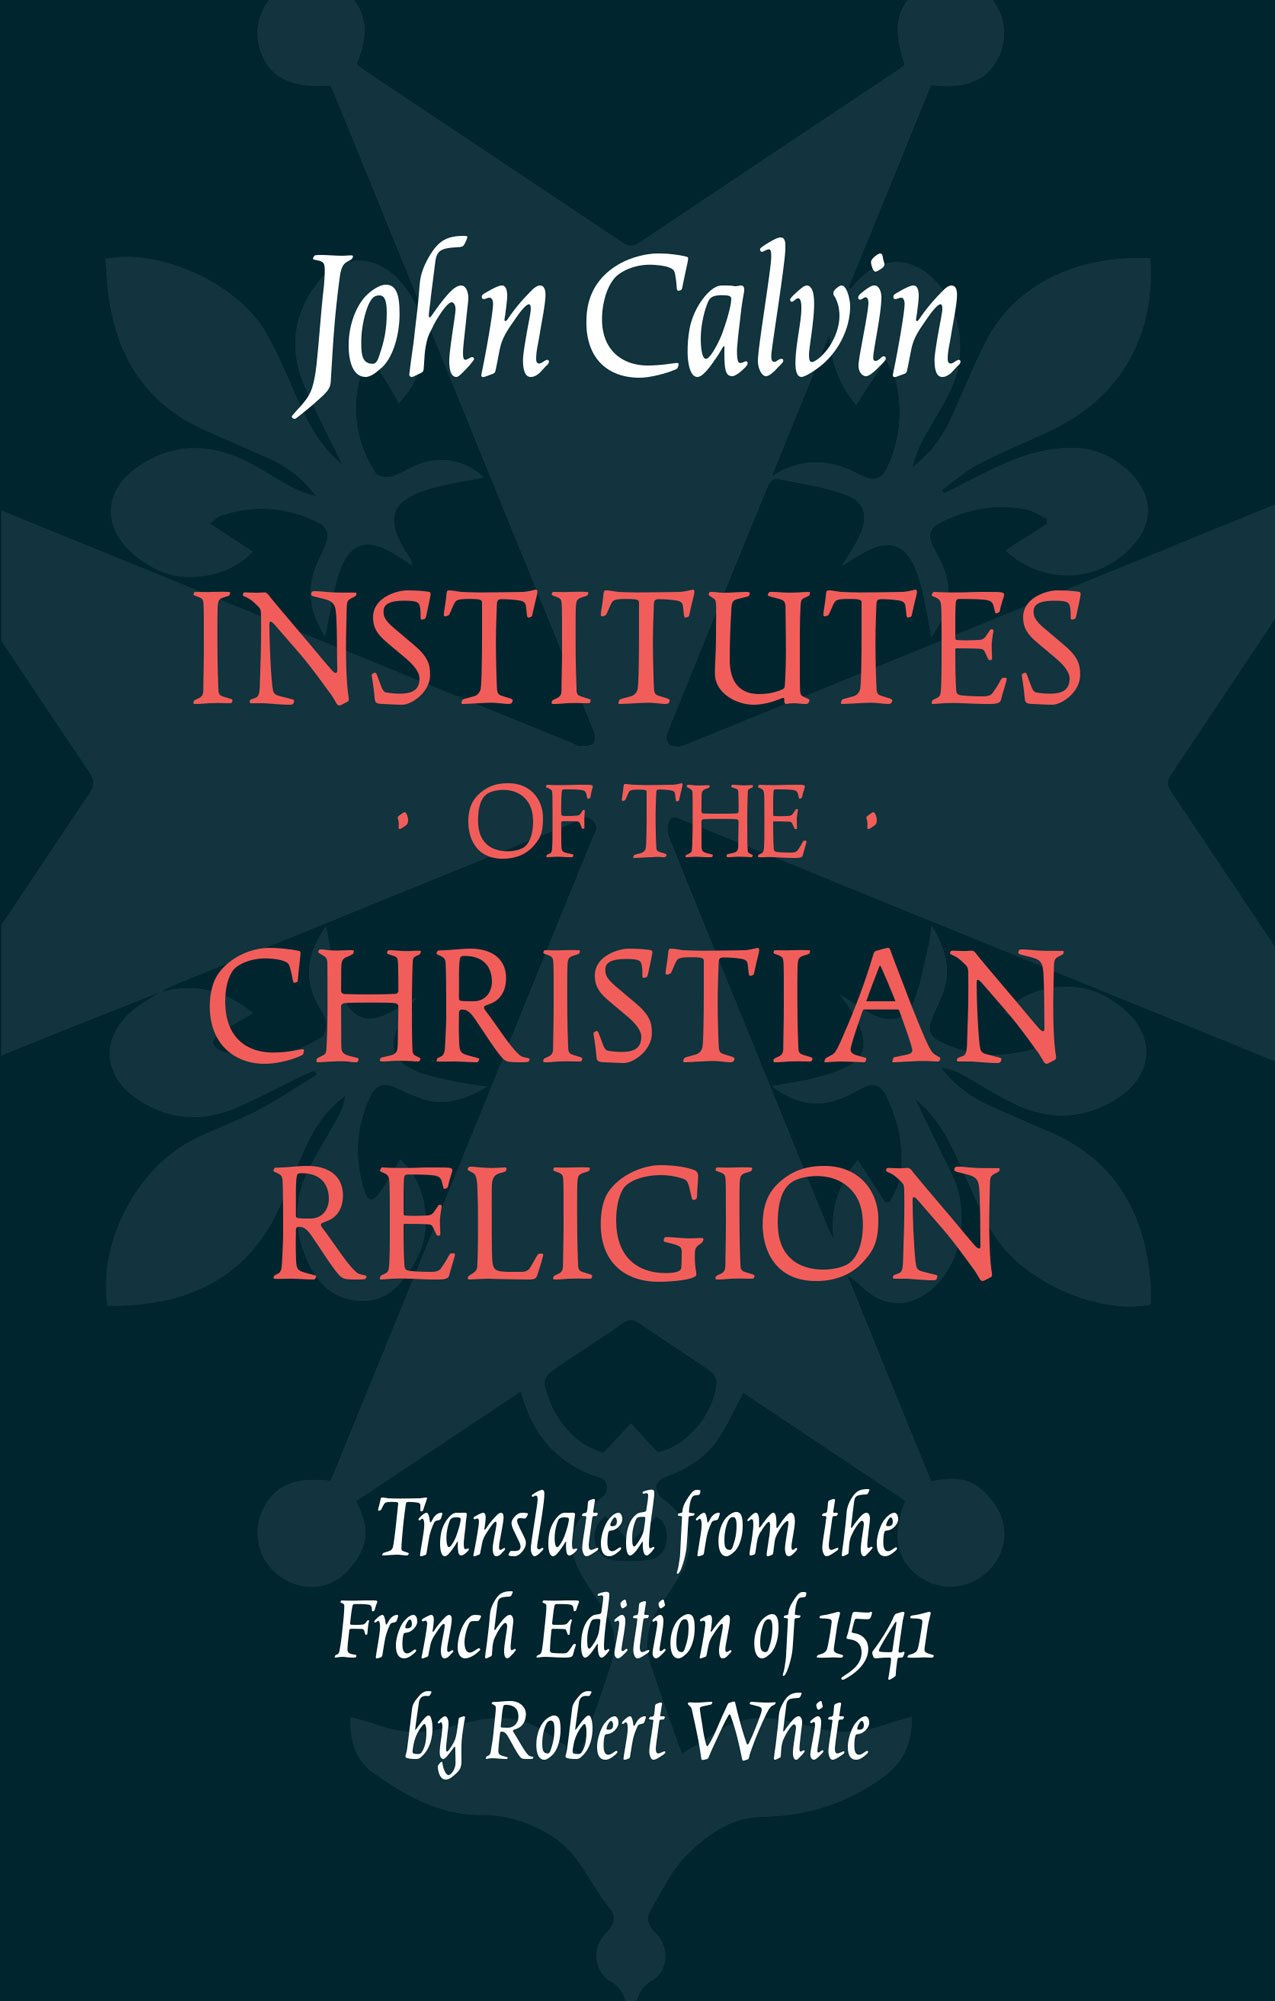 John Calvin
INSTITUTES
· OF THE ·
CHRISTIAN
RELIGION
Translated from the
French Edition of 1541
by Robert White